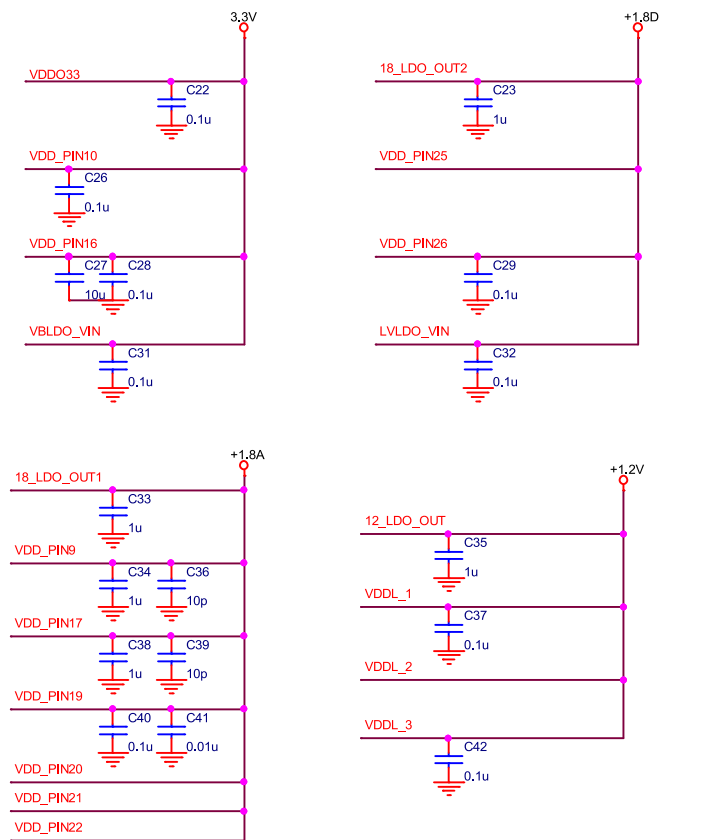 3.3V
VDDO33
C22
0.1u
VDD_PIN10
C26
0.1u
VDD_PIN16
C27
C28
10u
0.1u
VBLDO_VIN
C31
0.1u
+1.8D
18_LDO_OUT2
C23
1u
VDD_PIN25
VDD_PIN26
C29
0.1u
LVLDO_VIN
C32
0.1u
+1.8A
18_LDO_OUT1
C33
1u
VDD_PIN9
C34
C36
1u
10p
VDD_PIN17
C38
C39
1u
10p
VDD_PIN19
C40
C41
0.1u
0.01u
VDD_PIN20
VDD_PIN21
VDD_PIN22
+1.2V
12_LDO_OUT
C35
1u
VDDL_1
C37
0.1u
VDDL_2
VDDL_3
C42
0.1u